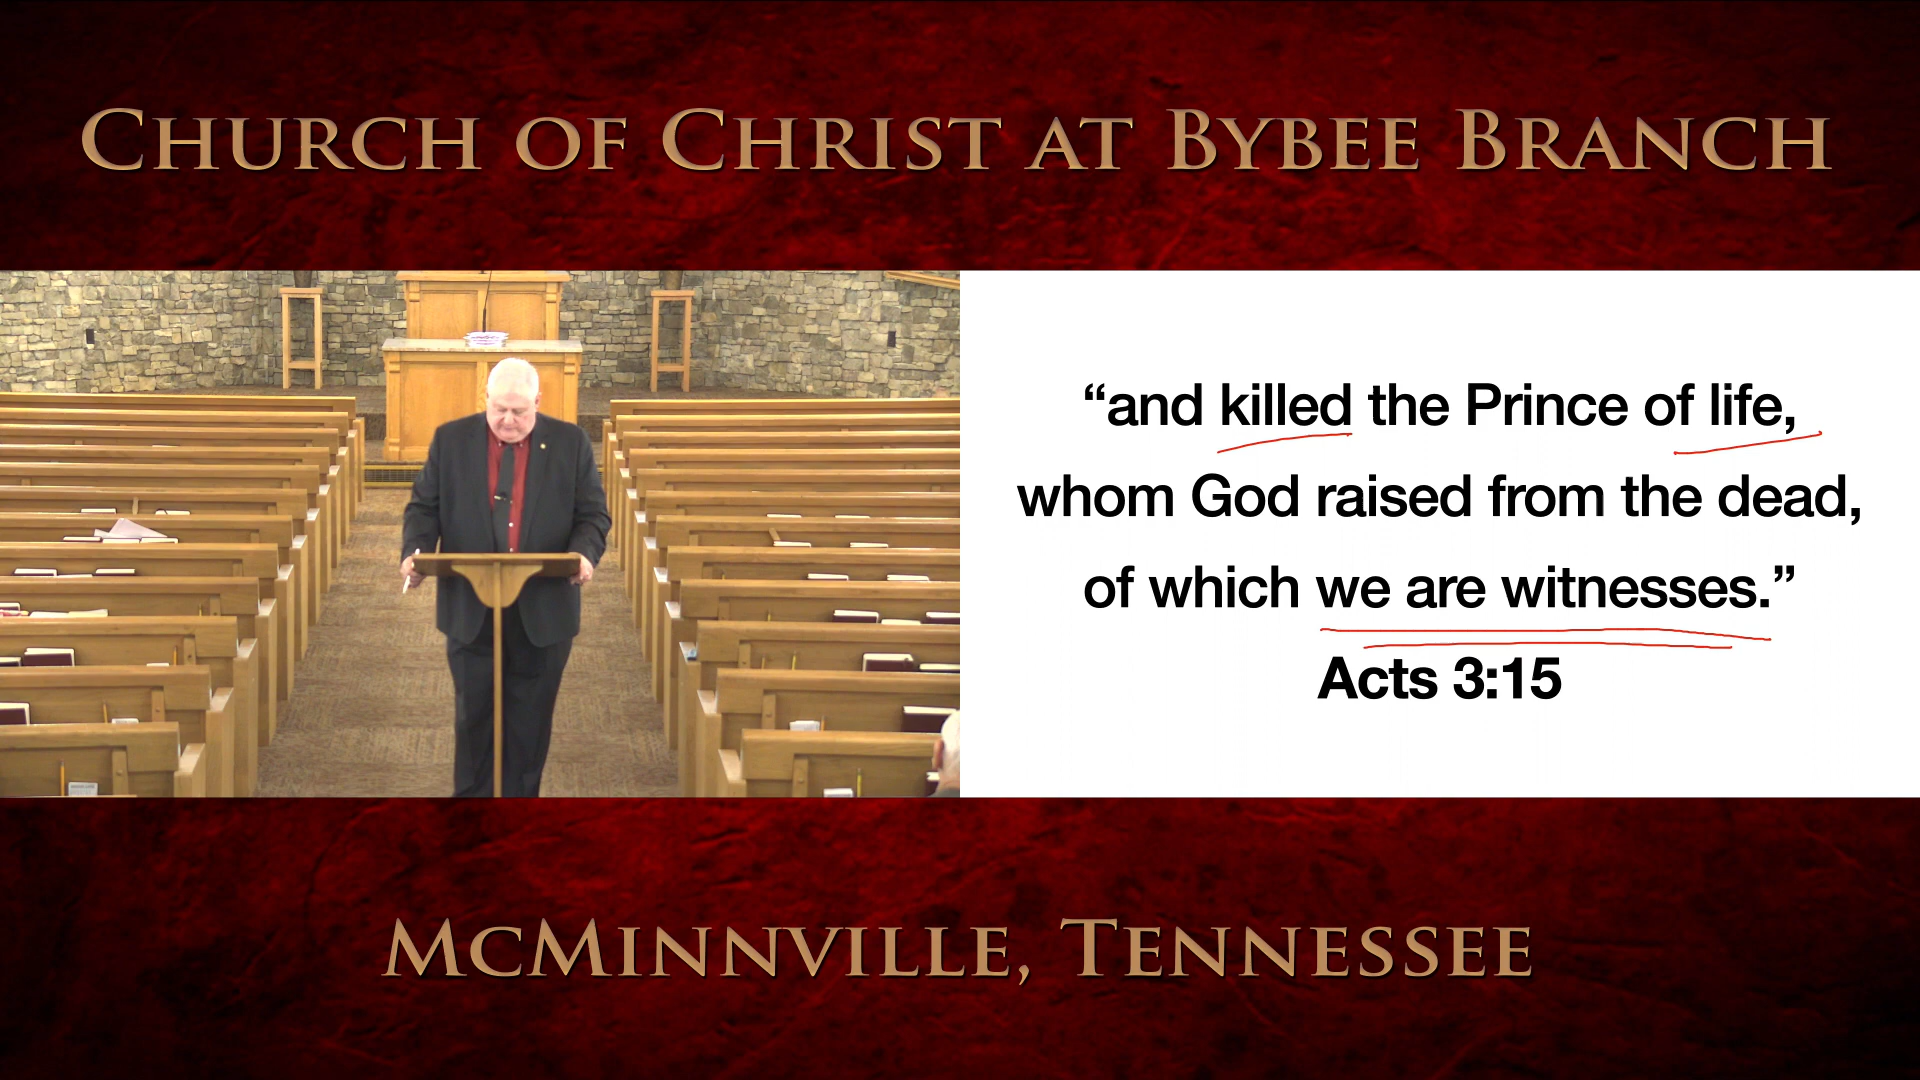 CHURCH OF CHRIST AT BYBEE BRANCH
“and killed the Prince of life,
whom God raised from the dead,
of which we are witnesses.”
Acts 3:15
MCMINNVILLE, TENNESSEE